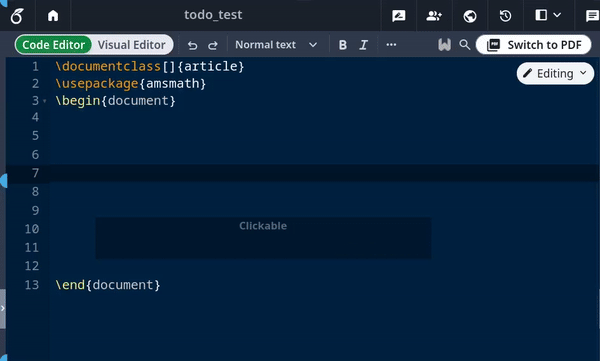 todo_test
Code Editor Visual Editor Normal text B I ... Switch to PDF
Editing
1 \documentclass[]{article}
2 \usepackage{amsmath}
3 \begin{document}
4
5
6
7
8
9
10
Clickable
11
12
13 \end{document}